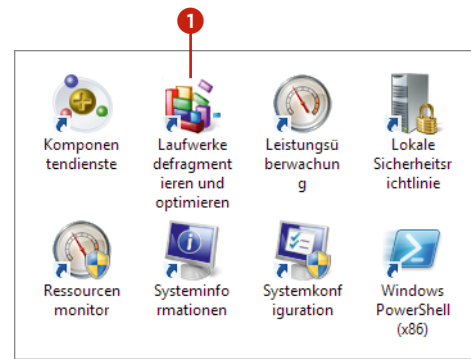 1
Komponen
tendienste
Laufwerke
defragment
ieren und
optimieren
Leistungsü
berwachun
g
Lokale
Sicherheitsr
ichtlinie
Ressourcen
monitor
Systeminfo
rmationen
Systemkonf
iguration
Windows
PowerShell
(x86)